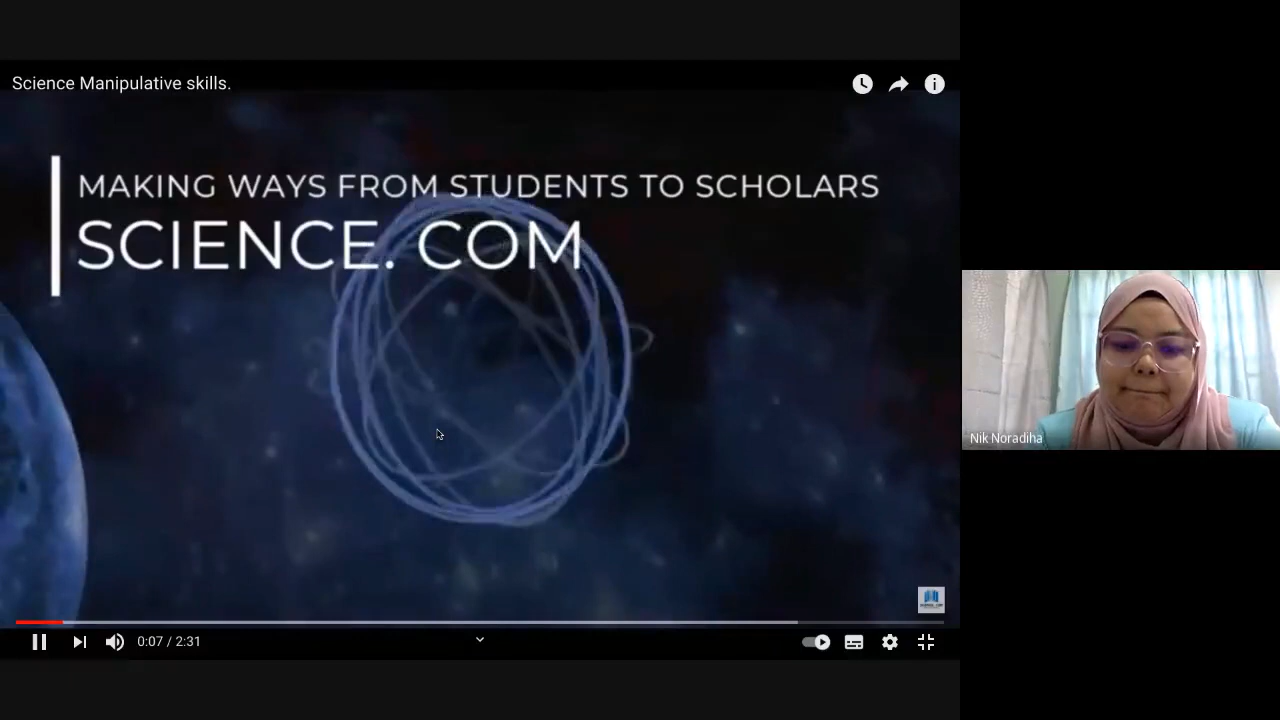 Science Manipulative skills.
MAKING WAYS FROM STUDENTS TO SCHOLARS
SCIENCE. COM
Nik Noradiha
0:07 / 2:31